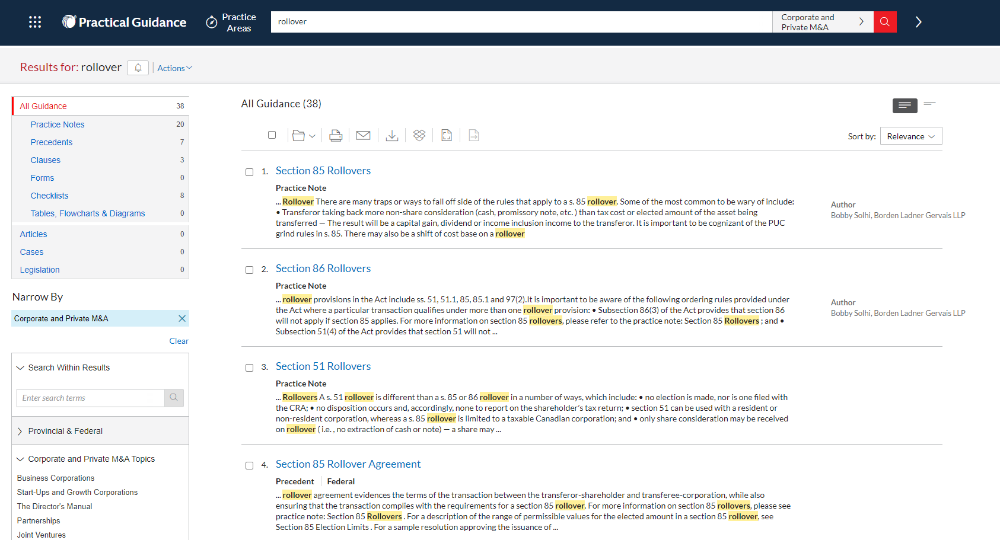 Practical Guidance
Practice
Areas
rollover
Corporate and
Private M&A
Results for: rollover
Actions
All Guidance 38
Practice Notes 20
Precedents 7
Clauses 3
Forms 0
Checklists 8
Tables, Flowcharts & Diagrams 0
Articles 0
Cases 0
Legislation 0
Narrow By
Corporate and Private M&A
Clear
Search Within Results
Enter search terms
Provincial & Federal
Corporate and Private M&A Topics
Business Corporations
Start-Ups and Growth Corporations
The Director's Manual
Partnerships
Joint Ventures
All Guidance (38)
Sort by: Relevance
1. Section 85 Rollovers
Practice Note
... Rollover There are many traps or ways to fall off side of the rules that apply to a s. 85 rollover. Some of the most common to be wary of include:
• Transferor taking back more non-share consideration (cash, promissory note, etc. ) than tax cost or elected amount of the asset being
transferred — The result will be a capital gain, dividend or income inclusion income to the transferor. It is important to be cognizant of the PUC
grind rules in s. 85. There may also be a shift of cost base on a rollover
Author
Bobby Solhi, Borden Ladner Gervais LLP
2. Section 86 Rollovers
Practice Note
... rollover provisions in the Act include ss. 51, 51.1, 85, 85.1 and 97(2).It is important to be aware of the following ordering rules provided under
the Act where a particular transaction qualifies under more than one rollover provision: • Subsection 86(3) of the Act provides that section 86
will not apply if section 85 applies. For more information on section 85 rollovers, please refer to the practice note: Section 85 Rollovers ; and •
Subsection 51(4) of the Act provides that section 51 will not ...
Author
Bobby Solhi, Borden Ladner Gervais LLP
3. Section 51 Rollovers
Practice Note
... Rollovers A s. 51 rollover is different than a s. 85 or 86 rollover in a number of ways, which include: • no election is made, nor is one filed with
the CRA; • no disposition occurs and, accordingly, none to report on the shareholder's tax return; • section 51 can be used with a resident or
non-resident corporation, whereas a s. 85 rollover is limited to a taxable Canadian corporation; and • only share consideration may be received
on rollover ( i.e. , no extraction of cash or note) — a share may ...
4. Section 85 Rollover Agreement
Precedent Federal
... rollover agreement evidences the terms of the transaction between the transferor-shareholder and transferee-corporation, while also
ensuring that the transaction complies with the requirements for a section 85 rollover. For more information on section 85 rollovers, please see
practice note: Section 85 Rollovers . For a description of the range of permissible values for the elected amount in a section 85 rollover, see
Section 85 Election Limits . For a sample resolution approving the issuance of ...